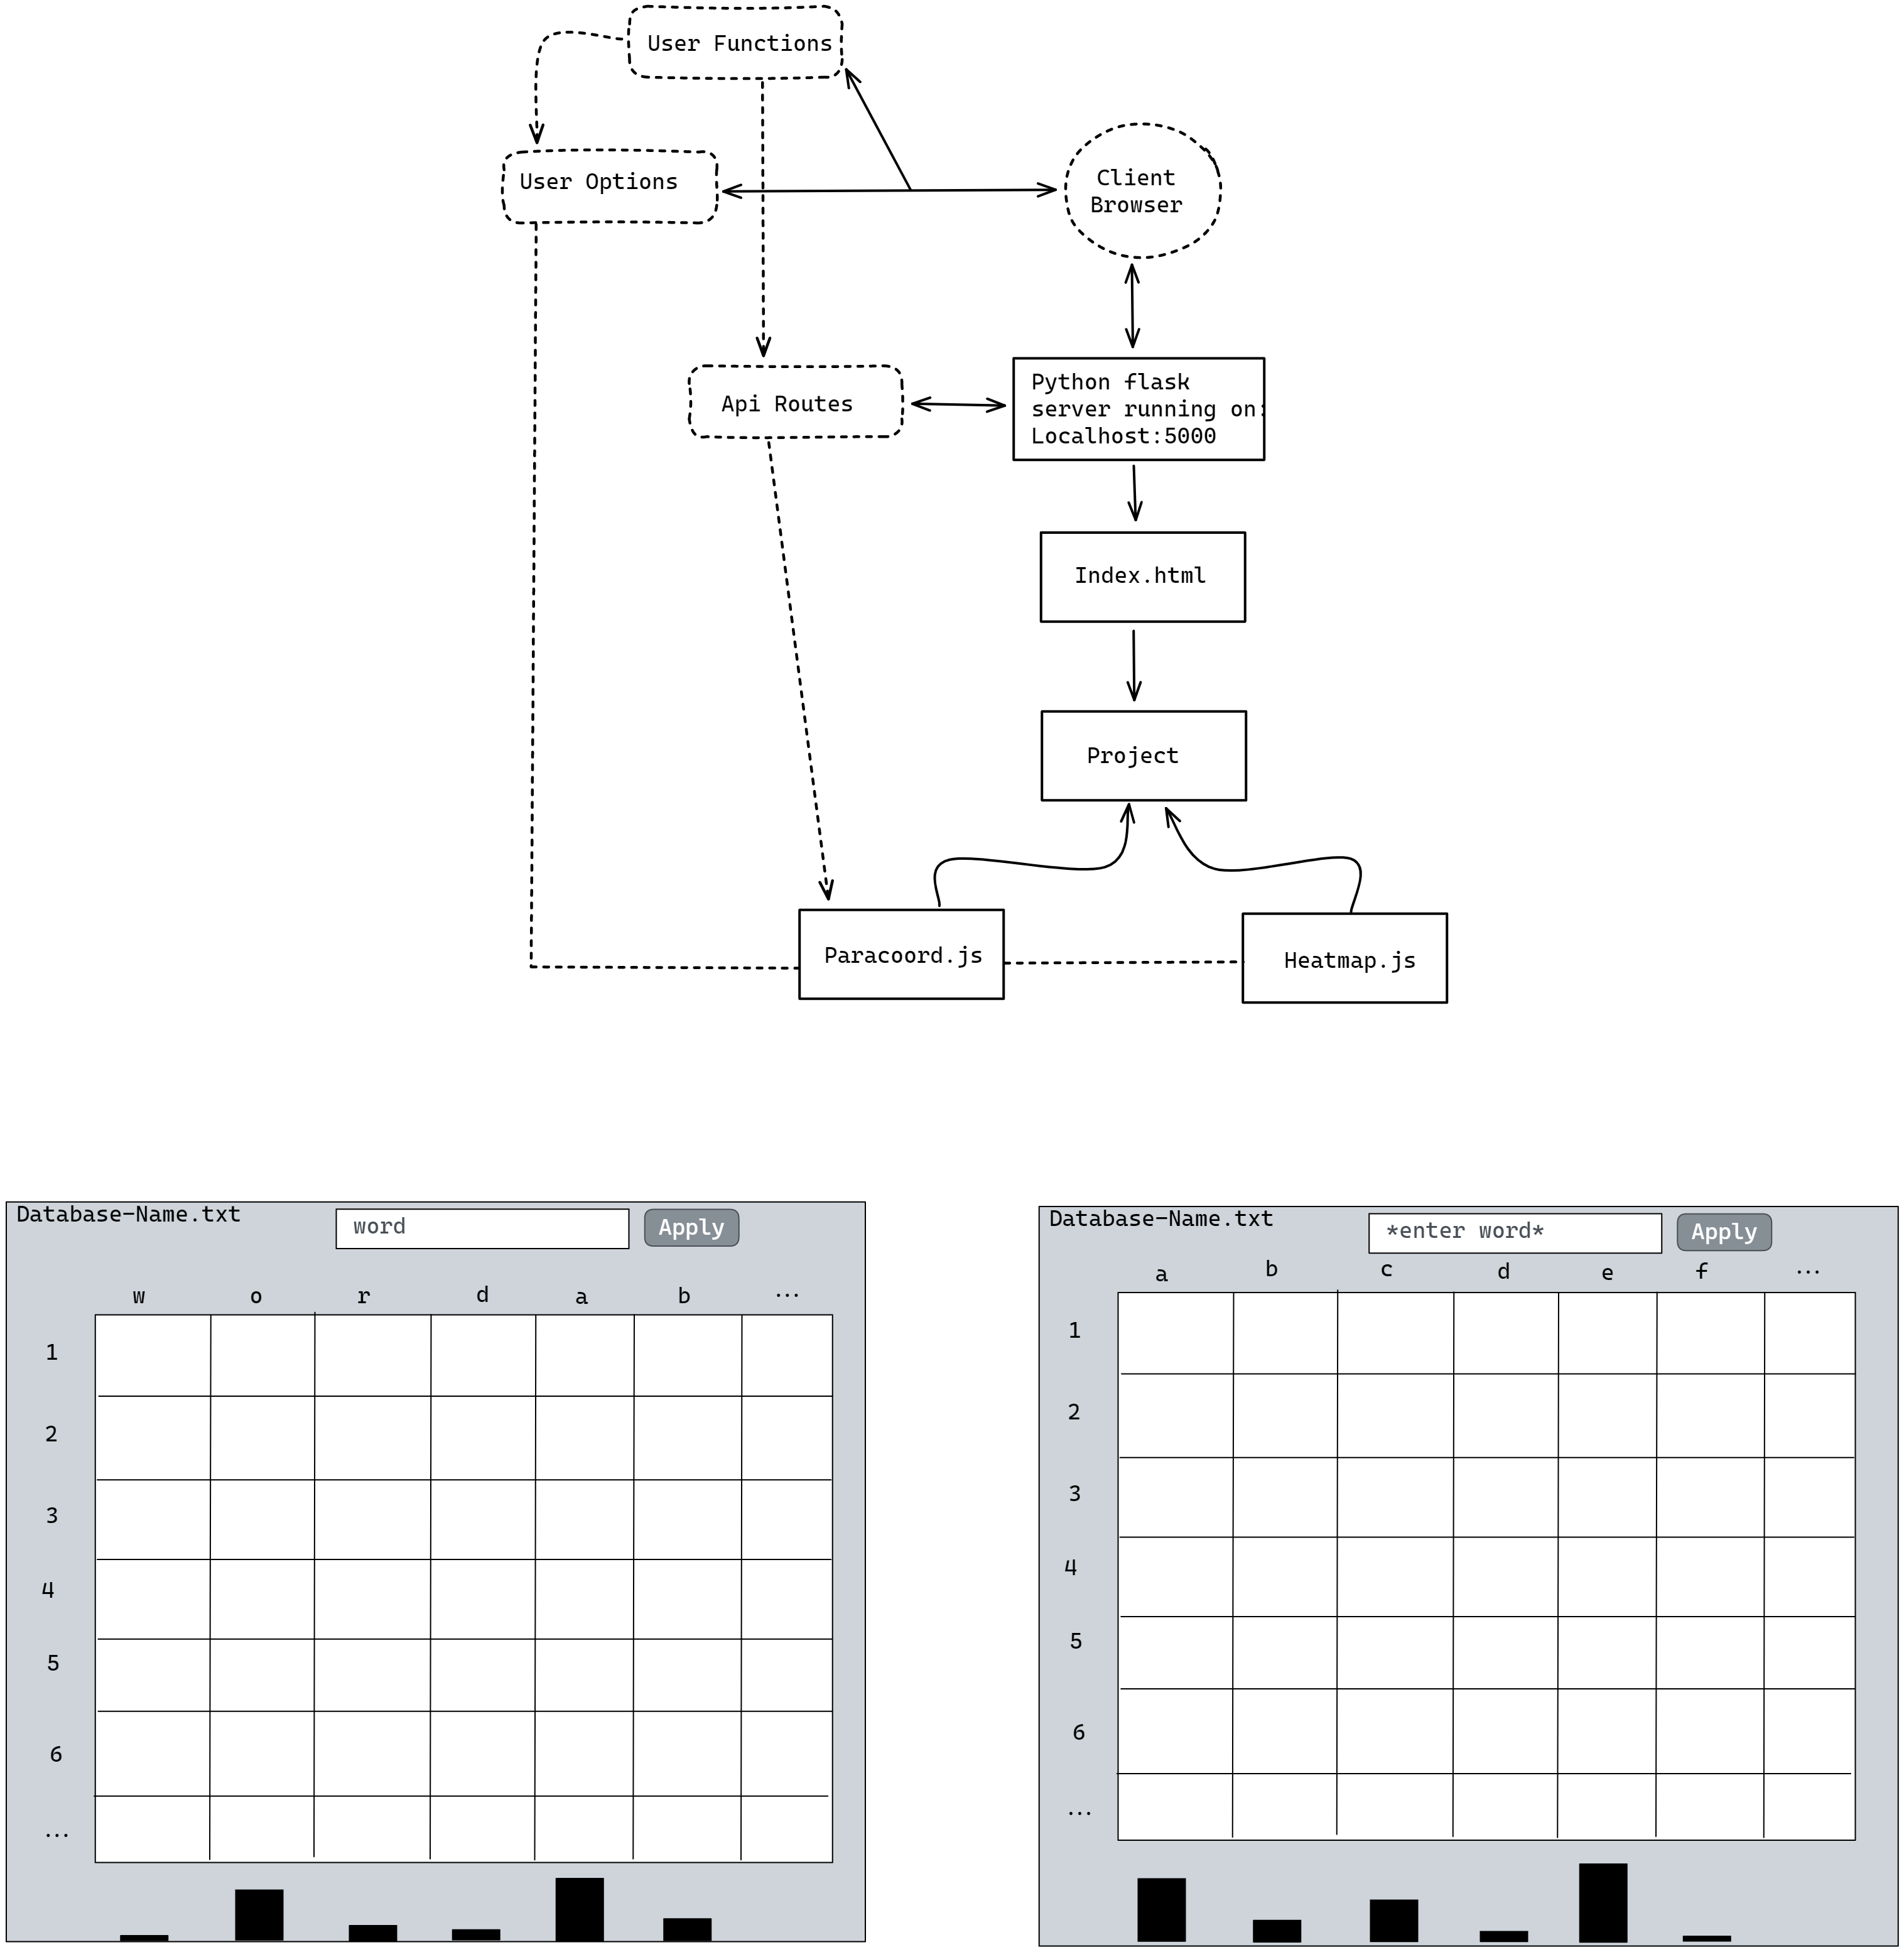 User Functions
User Options
Client
Browser
Api Routes
Python flask
server running on:
Localhost:5000
Index.html
Project
Paracoord.js
Heatmap.js
Database-Name.txt
word
Apply
w o r d a b ...
1
2
3
4
5
6
...
Database-Name.txt
*enter word*
Apply
a b c d e f ...
1
2
3
4
5
6
...